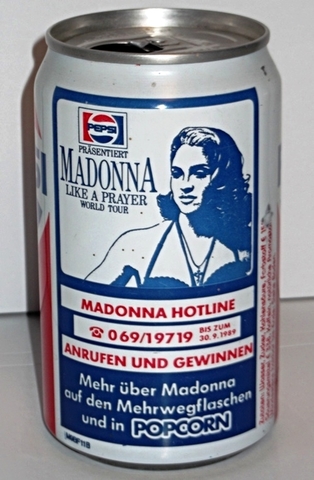 PEPSI
PRÄSENTIERT
MADONNA
LIKE A PRAYER
WORLD TOUR
MADONNA HOTLINE
☎ 069/19719 BIS ZUM
30.9.1989
ANRUFEN UND GEWINNEN
Mehr über Madonna
auf den Mehrwegflaschen
und in POPCORN